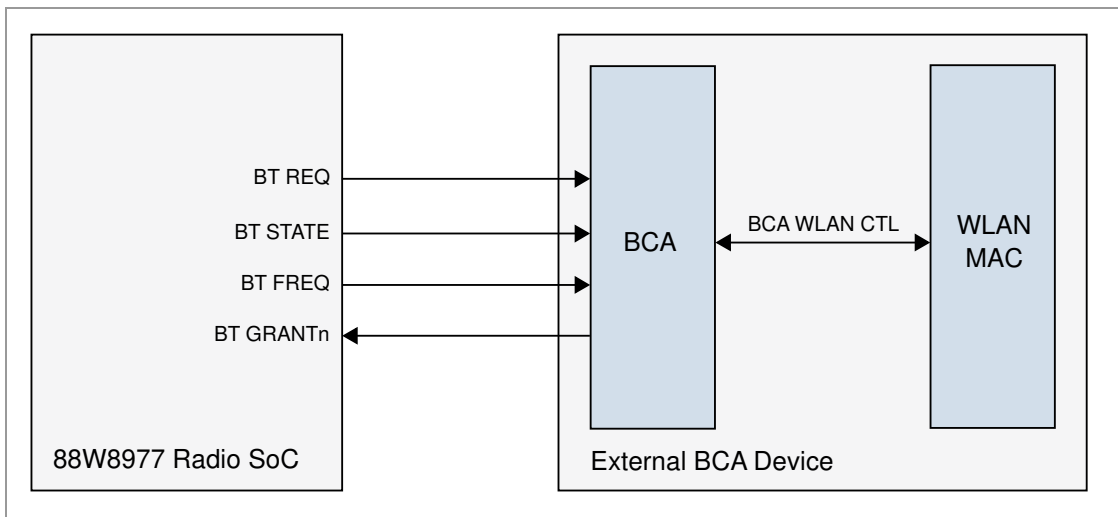 BT REQ
BT STATE
BT FREQ
BT GRANTn
88W8977 Radio SoC
BCA
BCA WLAN CTL
WLAN
MAC
External BCA Device